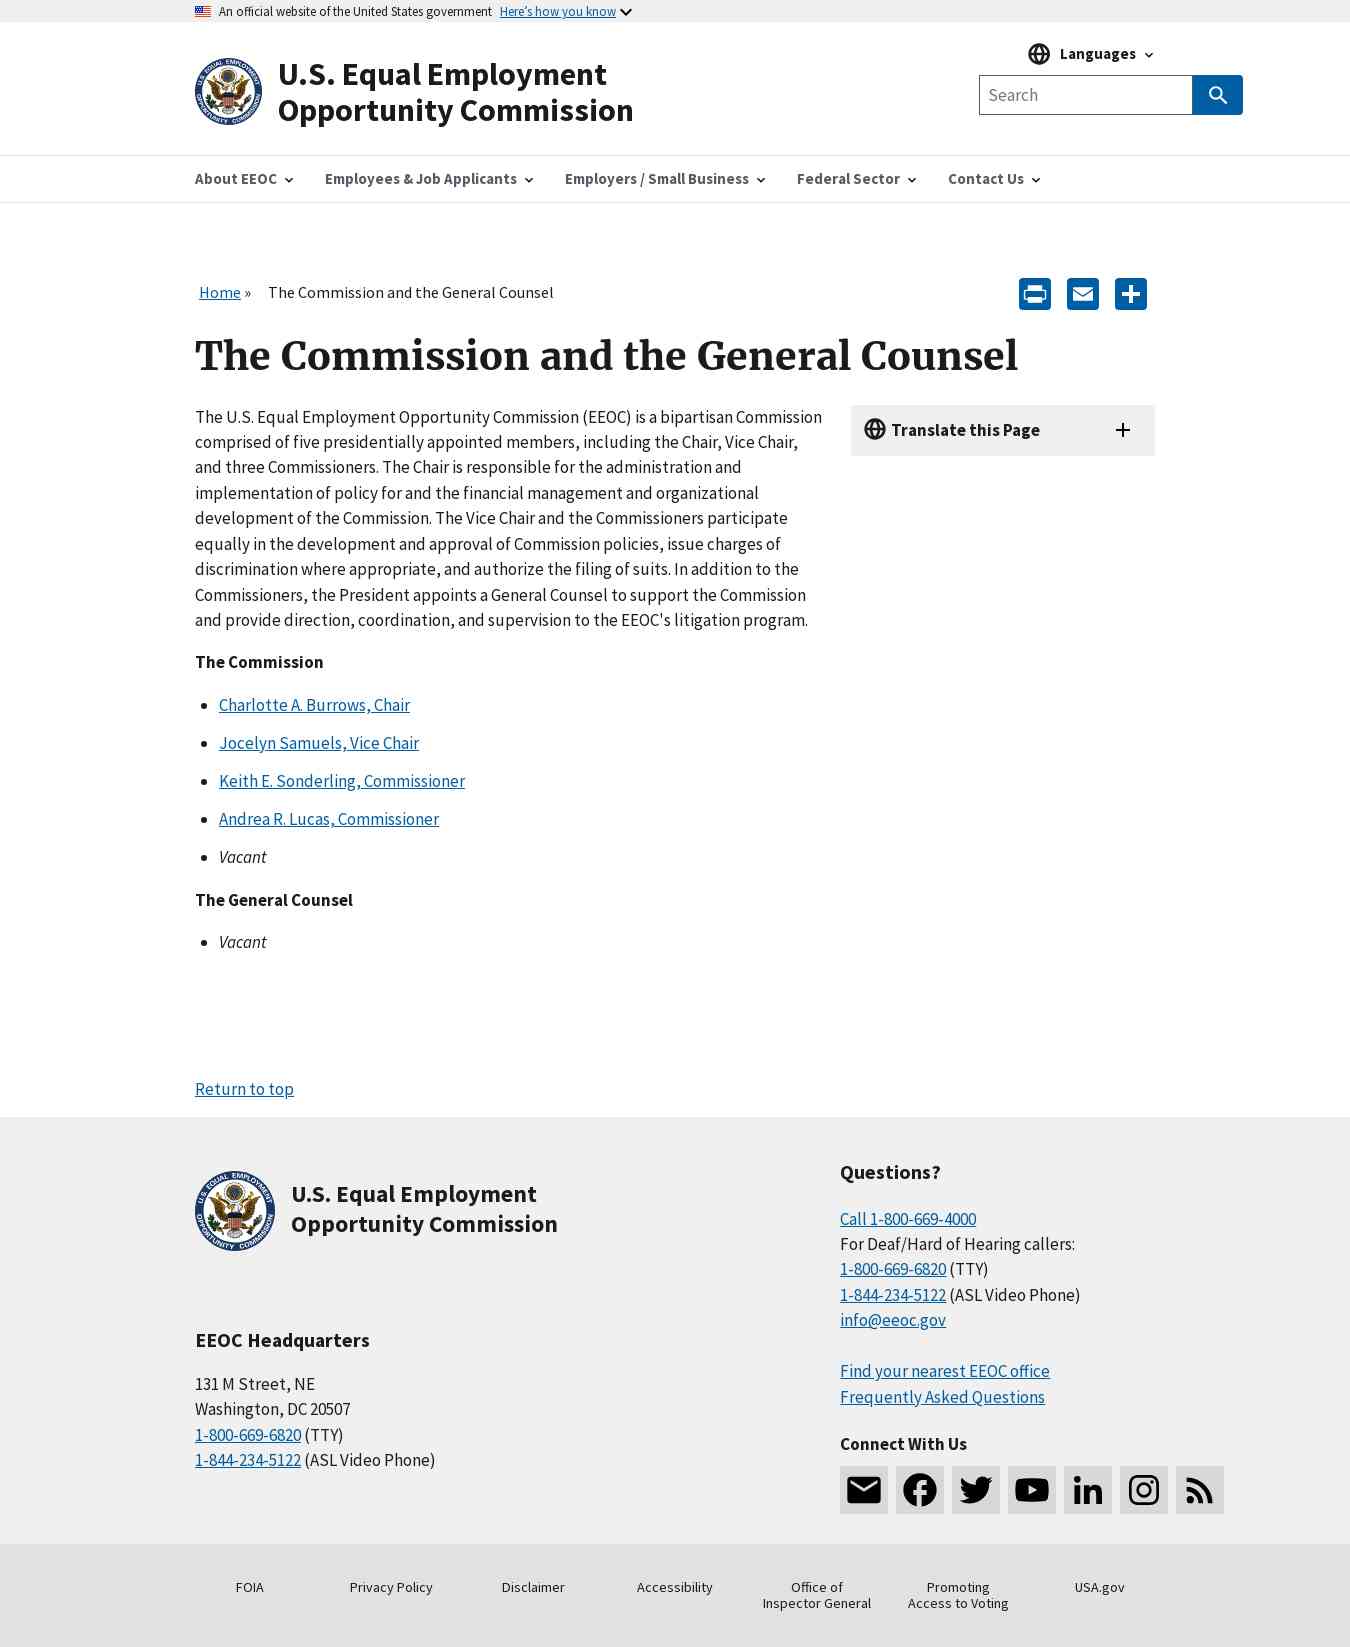 An official website of the United States government Here’s how you know
Languages
U.S. Equal Employment
Opportunity Commission
Search
About EEOC Employees & Job Applicants Employers / Small Business Federal Sector Contact Us
Home » The Commission and the General Counsel
The Commission and the General Counsel
The U.S. Equal Employment Opportunity Commission (EEOC) is a bipartisan Commission
comprised of five presidentially appointed members, including the Chair, Vice Chair,
and three Commissioners. The Chair is responsible for the administration and
implementation of policy for and the financial management and organizational
development of the Commission. The Vice Chair and the Commissioners participate
equally in the development and approval of Commission policies, issue charges of
discrimination where appropriate, and authorize the filing of suits. In addition to the
Commissioners, the President appoints a General Counsel to support the Commission
and provide direction, coordination, and supervision to the EEOC's litigation program.
Translate this Page
The Commission
Charlotte A. Burrows, Chair
Jocelyn Samuels, Vice Chair
Keith E. Sonderling, Commissioner
Andrea R. Lucas, Commissioner
Vacant
The General Counsel
Vacant
Return to top
U.S. EQUAL EMPLOYMENT OPPORTUNITY COMMISSION
U.S. Equal Employment
Opportunity Commission
EEOC Headquarters
131 M Street, NE
Washington, DC 20507
1-800-669-6820 (TTY)
1-844-234-5122 (ASL Video Phone)
Questions?
Call 1-800-669-4000
For Deaf/Hard of Hearing callers:
1-800-669-6820 (TTY)
1-844-234-5122 (ASL Video Phone)
info@eeoc.gov
Find your nearest EEOC office
Frequently Asked Questions
Connect With Us
FOIA Privacy Policy Disclaimer Accessibility Office of Inspector General Promoting Access to Voting USA.gov